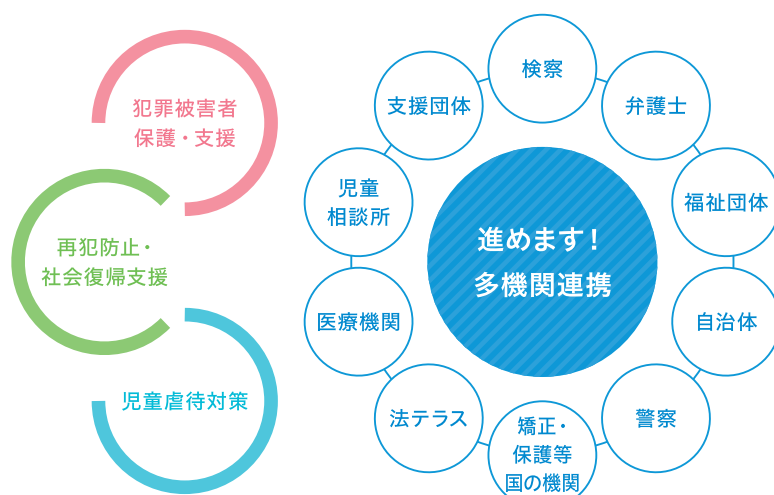 犯罪被害者
保護・支援
再犯防止・
社会復帰支援
児童虐待対策
進めます！
多機関連携
検察
弁護士
福祉団体
自治体
警察
矯正・
保護等
国の機関
法テラス
医療機関
児童
相談所
支援団体